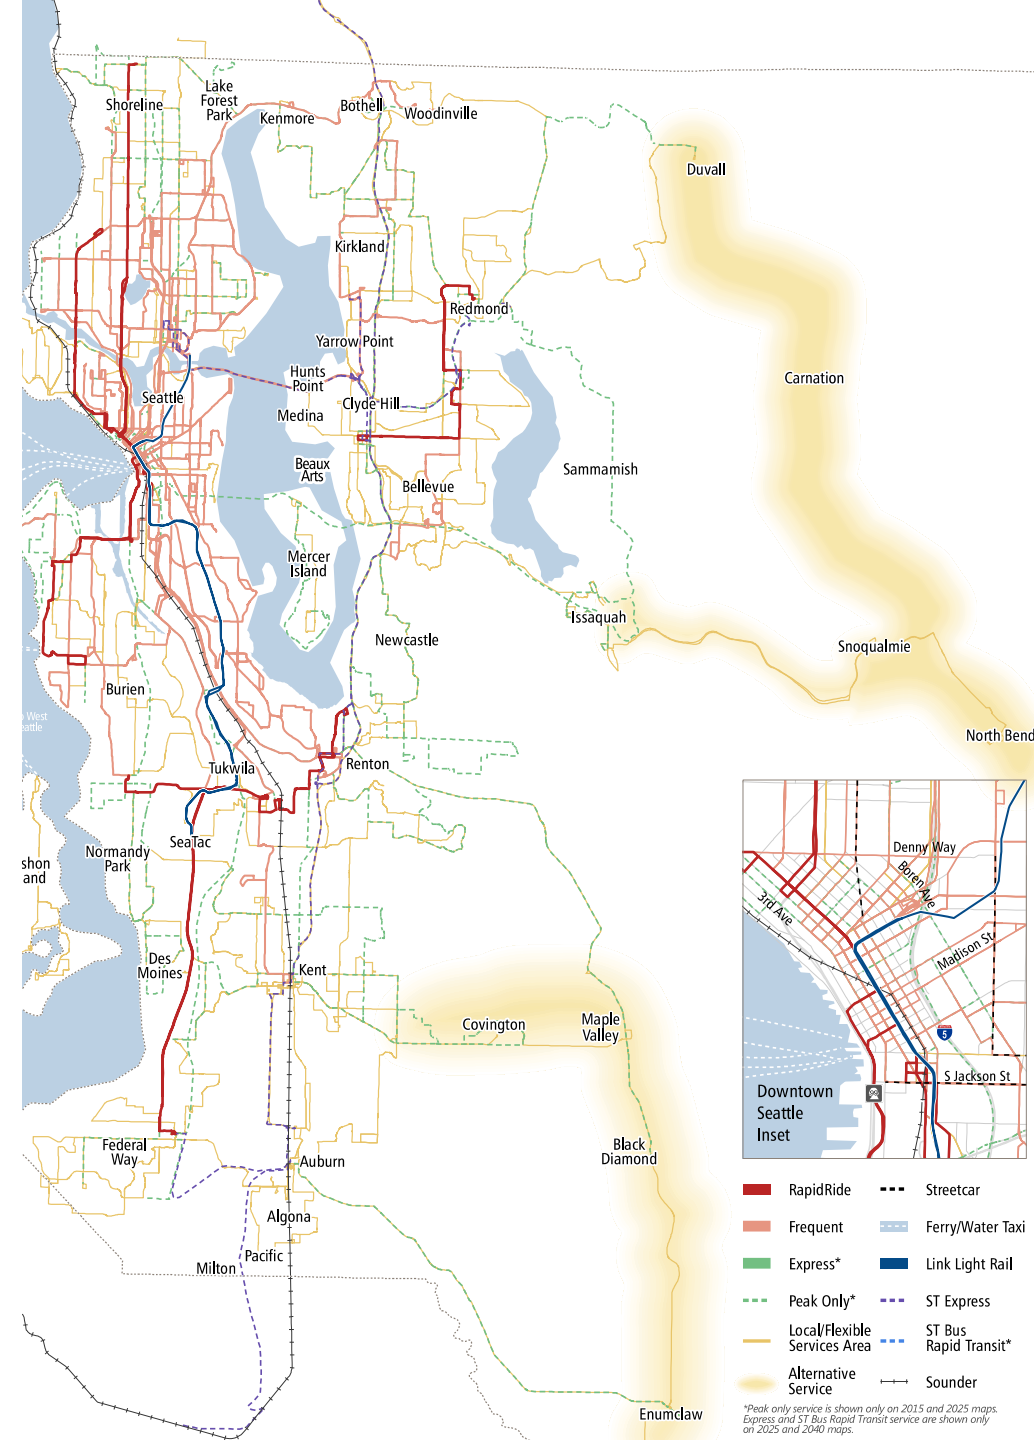 Shoreline
Lake
Forest
Park
Kenmore
Bothell
Woodinville
Duvall
Kirkland
Redmond
Yarrow Point
Hunts
Point
Carnation
Seattle
Clyde Hill
Medina
Beaux
Arts
Sammamish
Bellevue
Mercer
Island
Issaquah
Newcastle
Snoqualmie
Burien
West
North Bend
Renton
Tukwila
SeaTac
Normandy
Park
shon
and
Des
Moines
Kent
Covington
Maple
Valley
Federal
Way
Auburn
Black
Diamond
Algona
Pacific
Milton
Enumclaw
Denny Way
Boren Ave
3rd Ave
Madison St
5
S Jackson St
99
Downtown
Seattle
Inset
RapidRide
Frequent
Express*
Peak Only*
Local/Flexible
Services Area
Alternative
Service
Streetcar
Ferry/Water Taxi
Link Light Rail
ST Express
ST Bus
Rapid Transit*
Sounder
*Peak only service is shown only on 2015 and 2025 maps.
Express and ST Bus Rapid Transit service are shown only
on 2025 and 2040 maps.